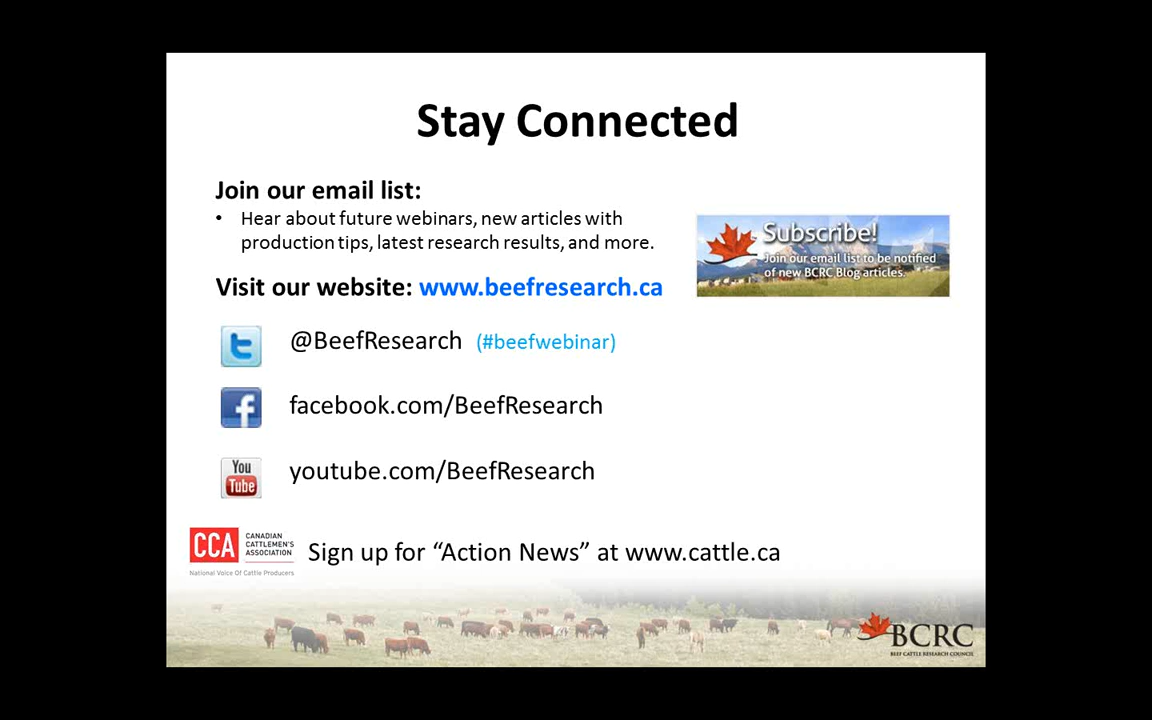 Stay Connected
Join our email list:
• Hear about future webinars, new articles with
production tips, latest research results, and more.
Subscribe!
Join our email list to be notified
of new BCRC Blog articles.
Visit our website: www.beefresearch.ca
@BeefResearch (#beefwebinar)
facebook.com/BeefResearch
You
Tube
youtube.com/BeefResearch
CCA
CANADIAN
CATTLEMEN'S
ASSOCIATION
National Voice Of Cattle Producers
Sign up for “Action News” at www.cattle.ca
BCRC
BEEF CATTLE RESEARCH COUNCIL